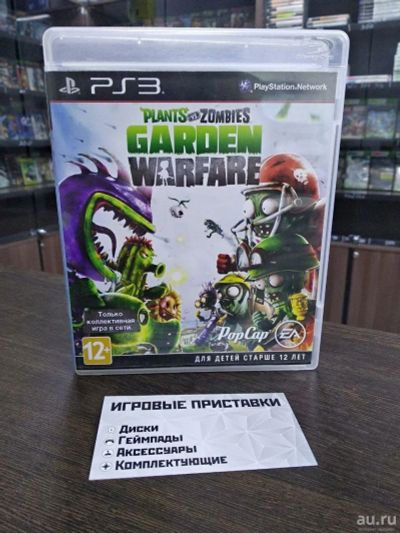 PS3
PlayStation®Network
PLANTS VS. ZOMBIES
GARDEN
WARFARE
Только
коллективная
игра в сети.
12+
PopCap
EA
ДЛЯ ДЕТЕЙ СТАРШЕ 12 ЛЕТ
ИГРОВЫЕ ПРИСТАВКИ
Диски
Геймпады
Аксессуары
Комплектующие
au.ru